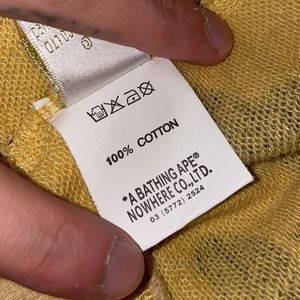 100% COTTON
*A BATHING APE®
NOWHERE CO.,LTD.
03 (5772) 2524